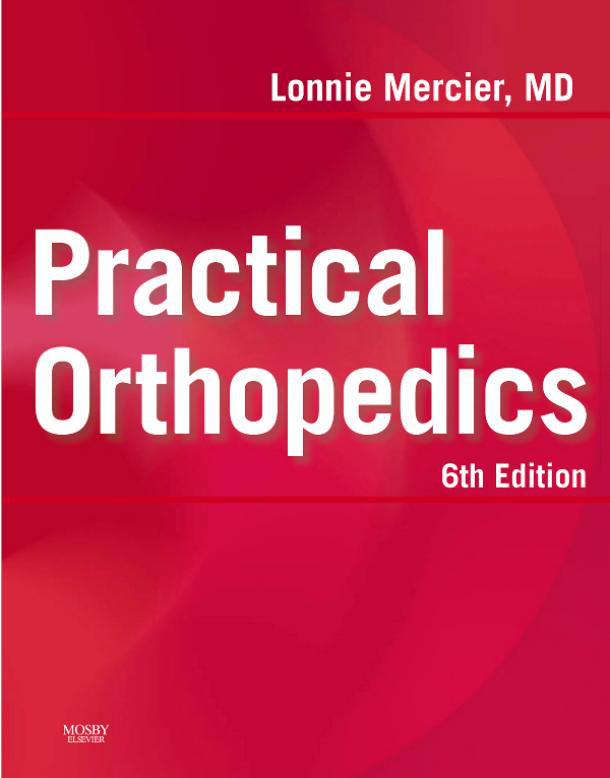 Lonnie Mercier, MD
Practical
Orthopedics
6th Edition
MOSBY
ELSEVIER